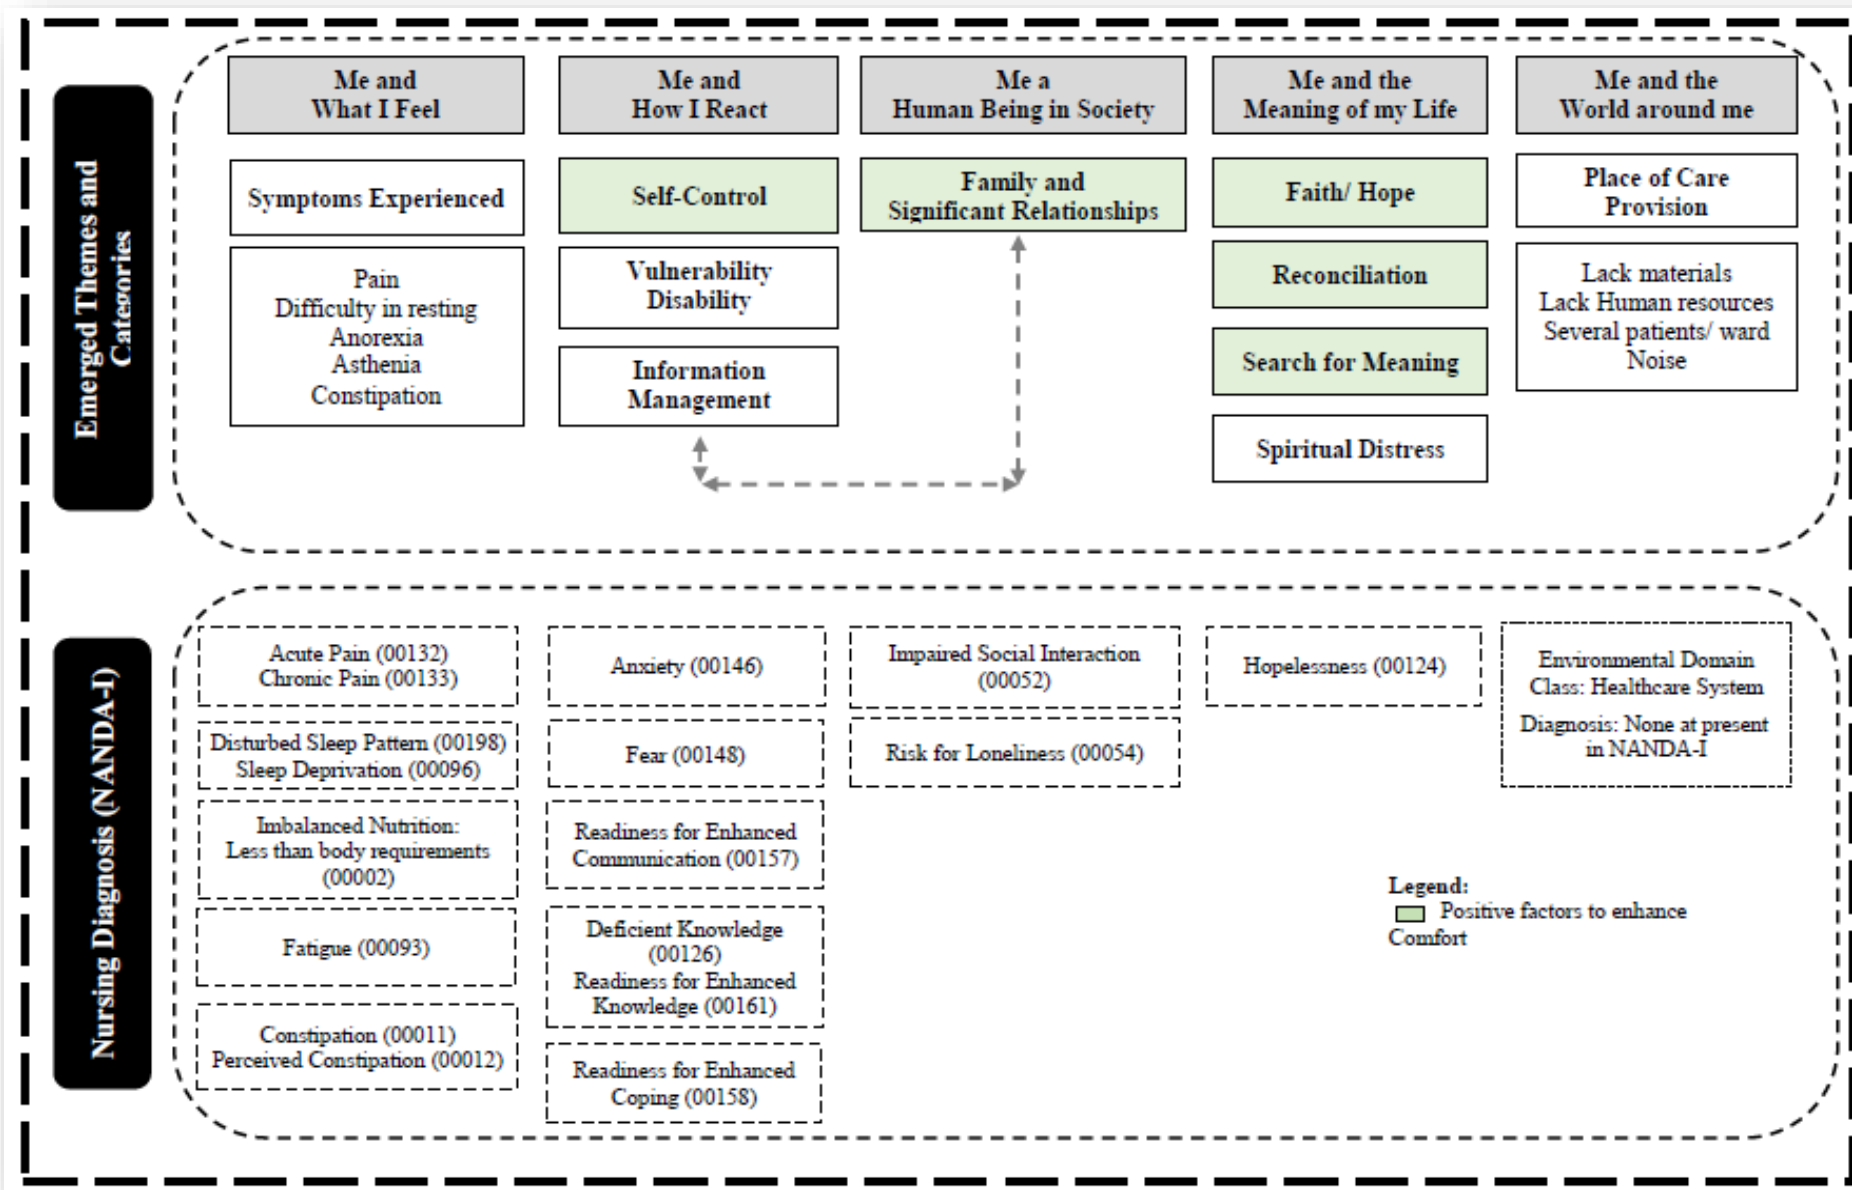 Emerged Themes and
Categories
Me and
What I Feel
Me and
How I React
Me a
Human Being in Society
Me and the
Meaning of my Life
Me and the
World around me
Symptoms Experienced
Pain
Difficulty in resting
Anorexia
Asthenia
Constipation
Self-Control
Vulnerability
Disability
Information
Management
Family and
Significant Relationships
Faith/ Hope
Reconciliation
Search for Meaning
Spiritual Distress
Place of Care
Provision
Lack materials
Lack Human resources
Several patients/ ward
Noise
Nursing Diagnosis (NANDA-I)
Acute Pain (00132)
Chronic Pain (00133)
Disturbed Sleep Pattern (00198)
Sleep Deprivation (00096)
Imbalanced Nutrition:
Less than body requirements
(00002)
Fatigue (00093)
Constipation (00011)
Perceived Constipation (00012)
Anxiety (00146)
Fear (00148)
Readiness for Enhanced
Communication (00157)
Deficient Knowledge
(00126)
Readiness for Enhanced
Knowledge (00161)
Readiness for Enhanced
Coping (00158)
Impaired Social Interaction
(00052)
Risk for Loneliness (00054)
Hopelessness (00124)
Environmental Domain
Class: Healthcare System
Diagnosis: None at present
in NANDA-I
Legend:
Positive factors to enhance
Comfort